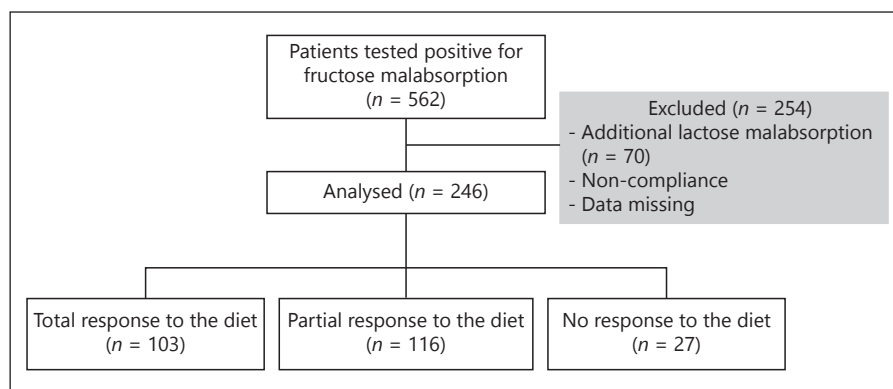 Patients tested positive for
fructose malabsorption
(n = 562)
Excluded (n = 254)
- Additional lactose malabsorption
(n = 70)
- Non-compliance
- Data missing
Analysed (n = 246)
Total response to the diet
(n = 103)
Partial response to the diet
(n = 116)
No response to the diet
(n = 27)